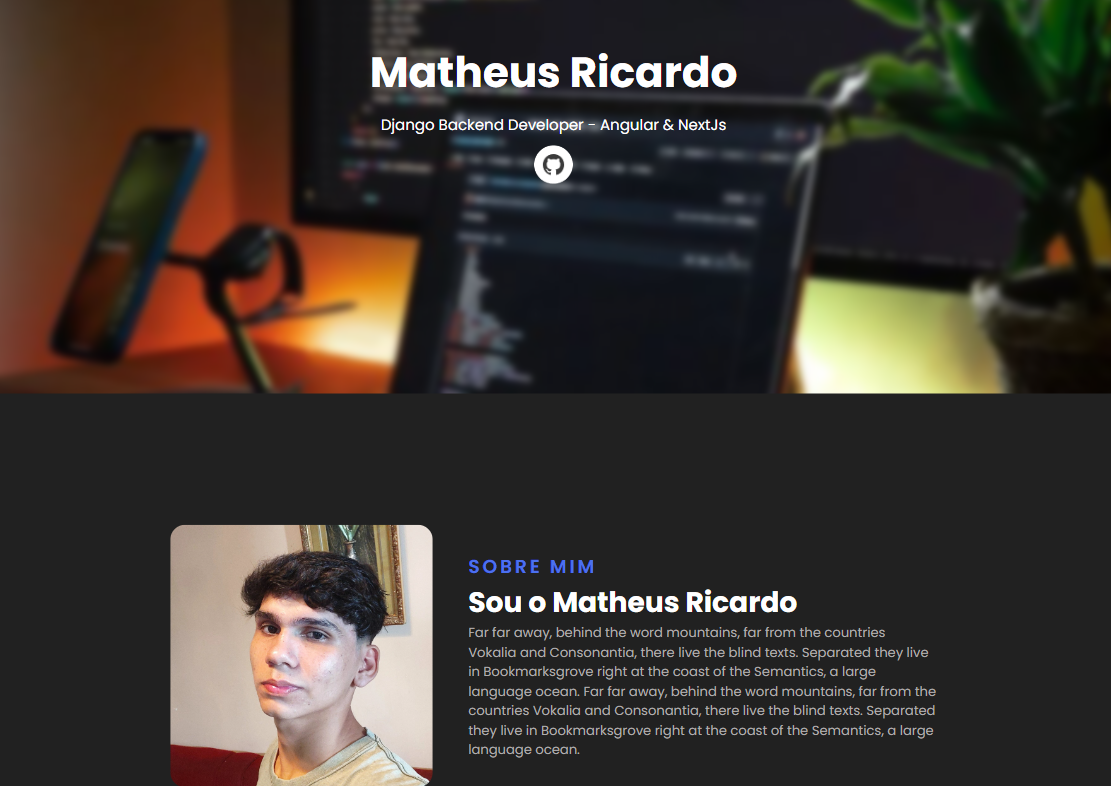 Matheus Ricardo
Django Backend Developer - Angular & NextJs
SOBRE MIM
Sou o Matheus Ricardo
Far far away, behind the word mountains, far from the countries
Vokalia and Consonantia, there live the blind texts. Separated they live
in Bookmarksgrove right at the coast of the Semantics, a large
language ocean. Far far away, behind the word mountains, far from the
countries Vokalia and Consonantia, there live the blind texts. Separated
they live in Bookmarksgrove right at the coast of the Semantics, a large
language ocean.